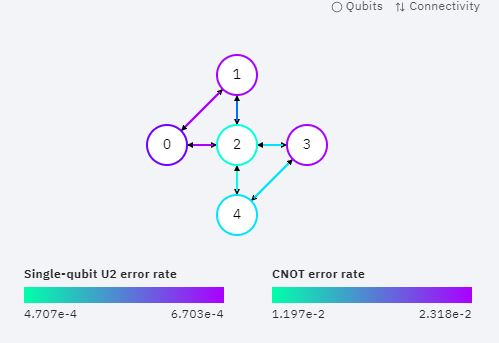 Qubits Connectivity
1
0 2 3
4
Single-qubit U2 error rate CNOT error rate
4.707e-4 6.703e-4 1.197e-2 2.318e-2